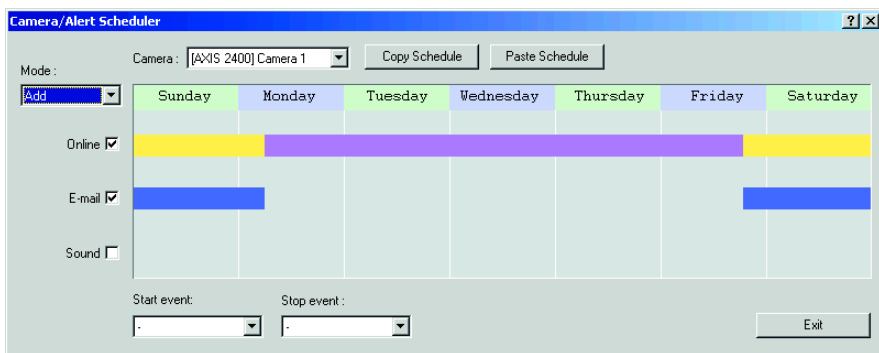 Camera/Alert Scheduler
Camera : [AXIS 2400] Camera 1 Copy Schedule Paste Schedule
Mode :
Add
Sunday Monday Tuesday Wednesday Thursday Friday Saturday
Online
E-mail
Sound
Start event: Stop event :
- -
Exit